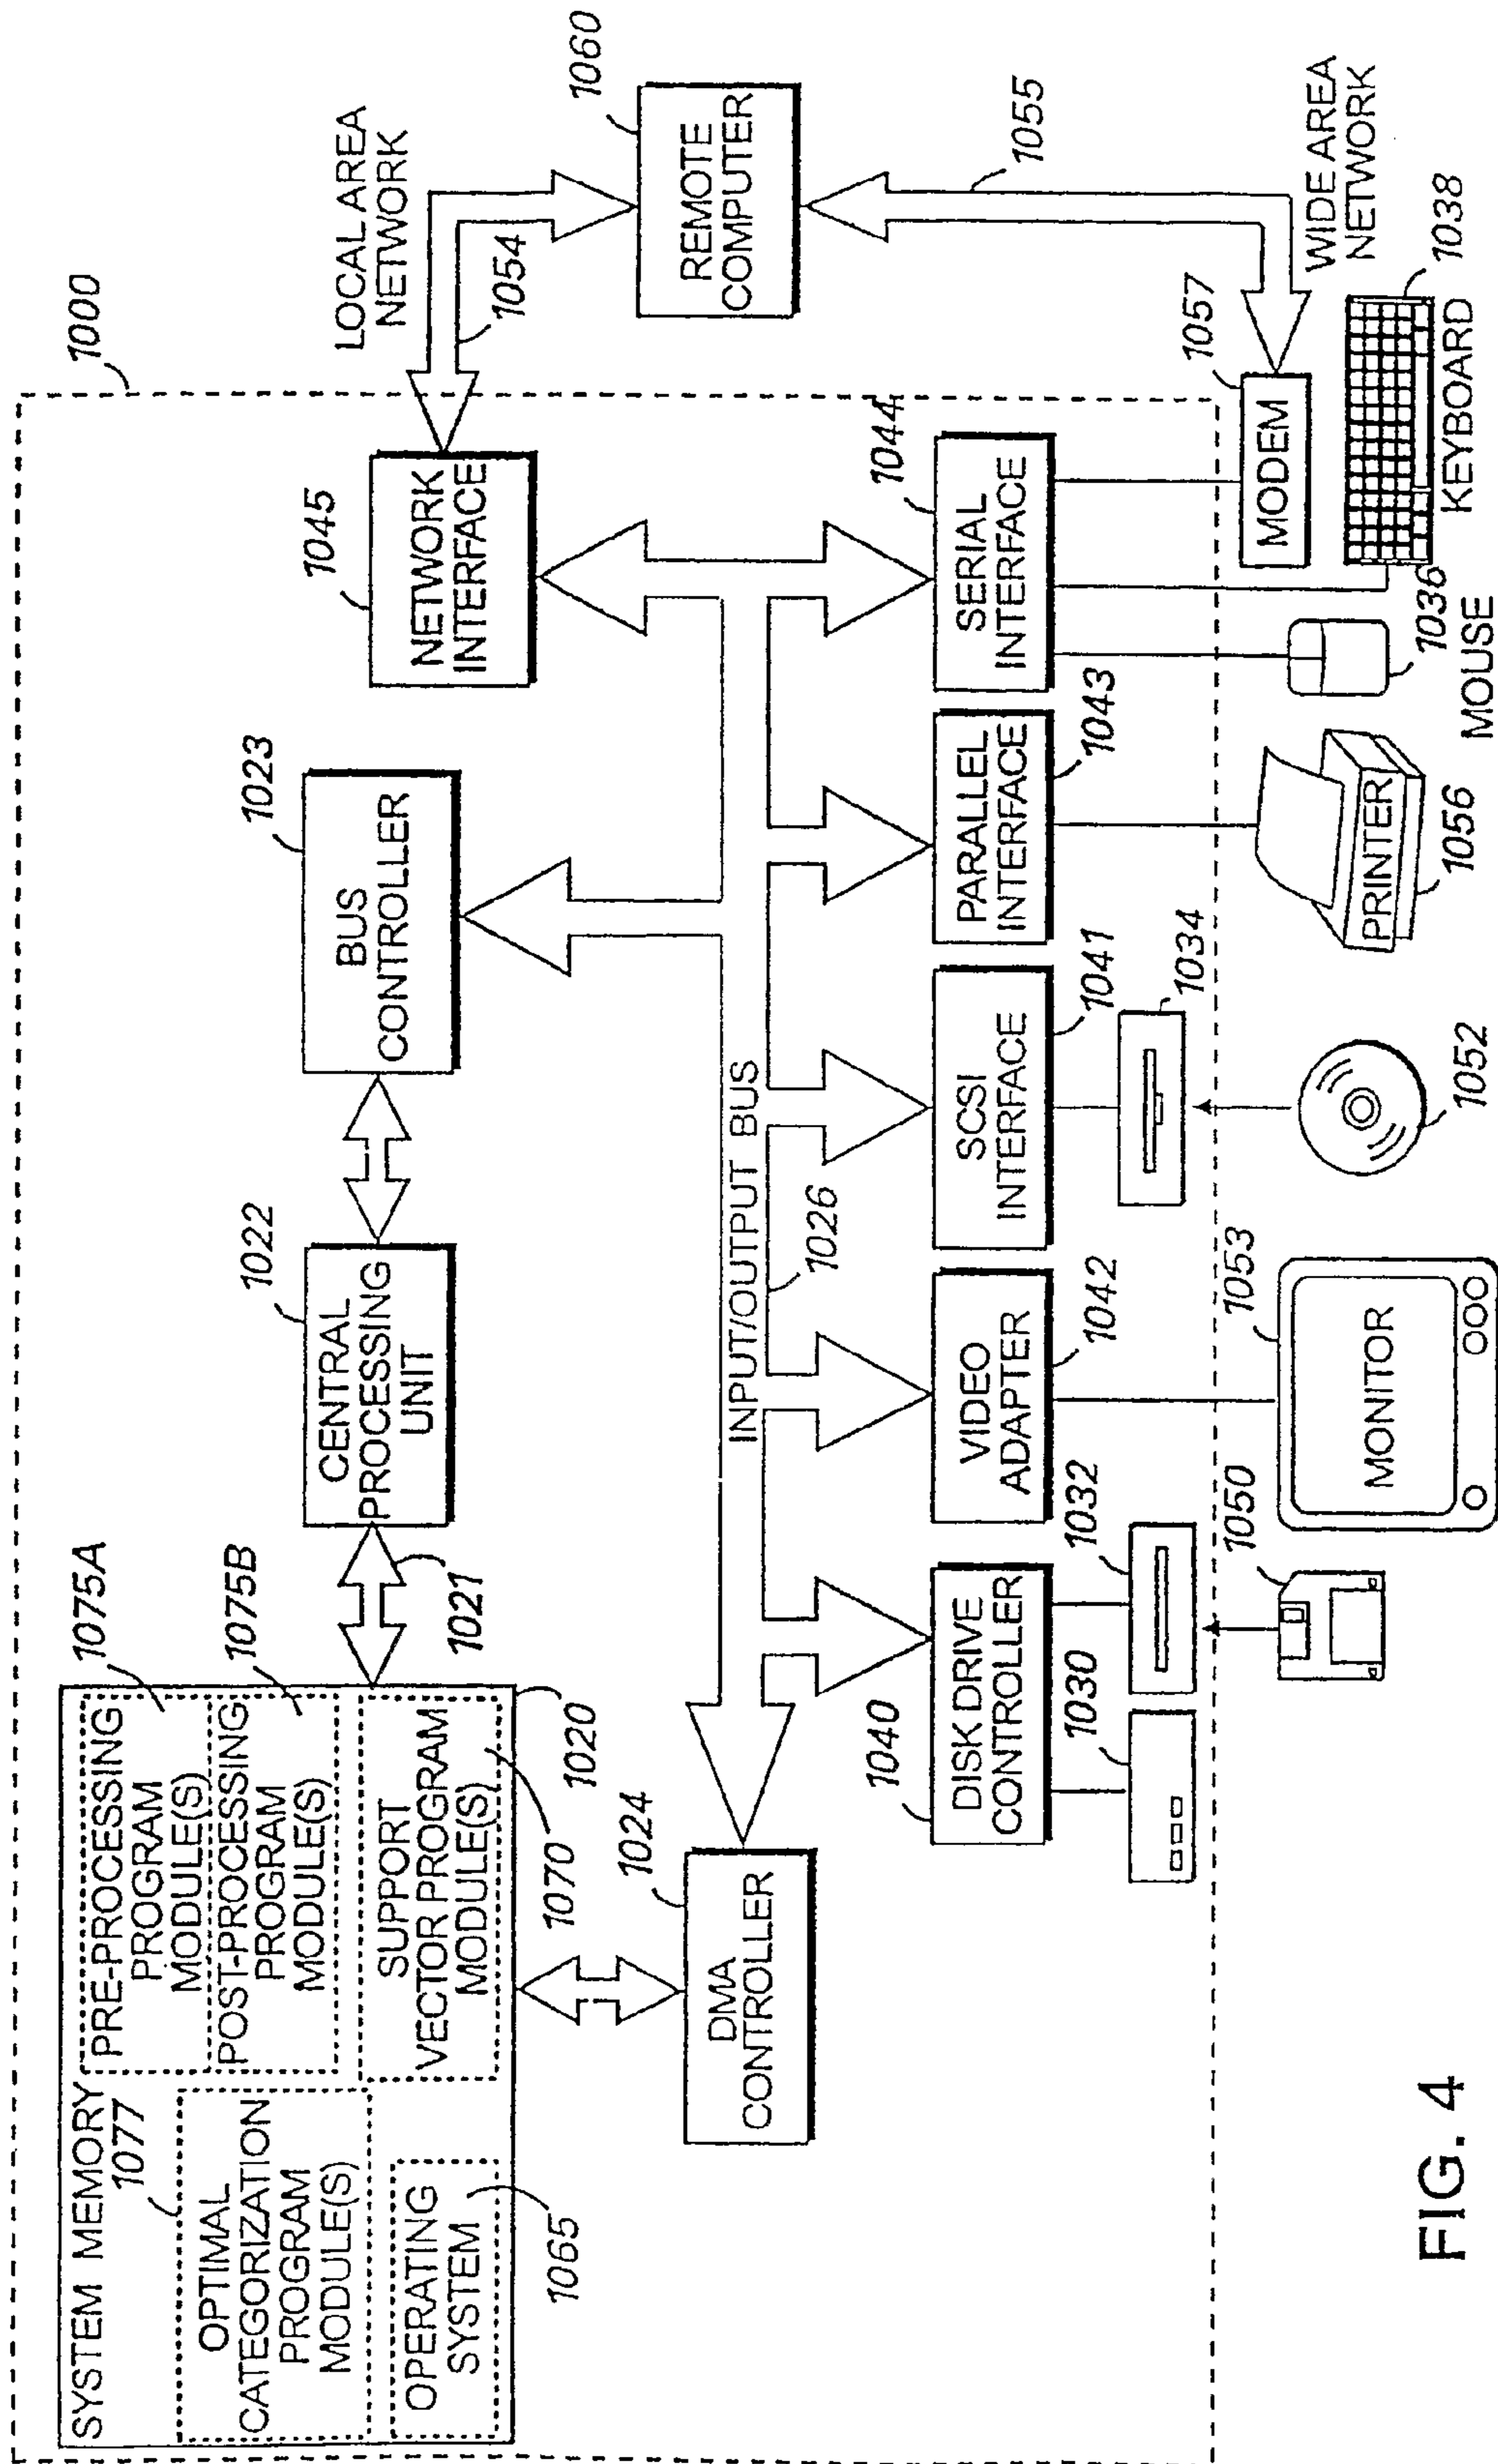 1000
SYSTEM MEMORY
1077
OPTIMAL
CATEGORIZATION
PROGRAM
MODULE(S)
OPERATING
SYSTEM
1065
PRE-PROCESSING
PROGRAM
MODULE(S)
1075A
POST-PROCESSING
PROGRAM
MODULE(S)
1075B
SUPPORT
VECTOR PROGRAM
MODULE(S)
1070
1020
1021
CENTRAL
PROCESSING
UNIT
1022
BUS
CONTROLLER
1023
NETWORK
INTERFACE
1045
LOCAL AREA
NETWORK
1054
REMOTE
COMPUTER
1060
1055
WIDE AREA
NETWORK
DMA
CONTROLLER
1024
INPUT/OUTPUT BUS
1026
1040
DISK DRIVE
CONTROLLER
VIDEO
ADAPTER
1042
SCSI
INTERFACE
1041
PARALLEL
INTERFACE
1043
SERIAL
INTERFACE
1044
1030
1032
1034
1050
MONITOR
1053
1052
PRINTER
1056
MOUSE
1036
MODEM
1057
KEYBOARD
1038
FIG. 4